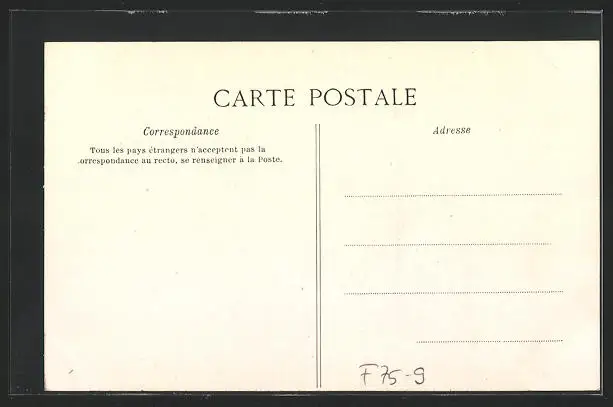 CARTE POSTALE
Correspondance
Tous les pays étrangers n'acceptent pas la
.orrespondance au recto, se renseigner à la Poste.
Adresse
F75-9